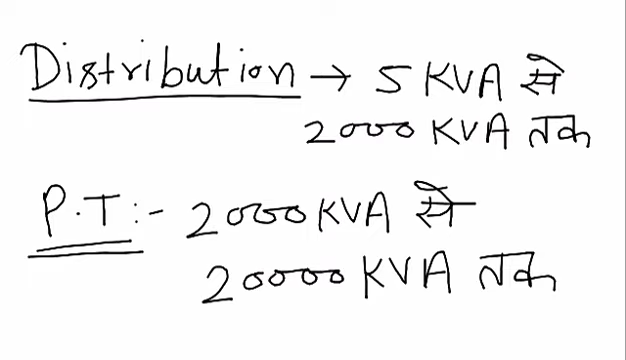 Distribution → 5 KVA से
2000 KVA तक
P.T :- 2000 KVA से
20000 KVA तक